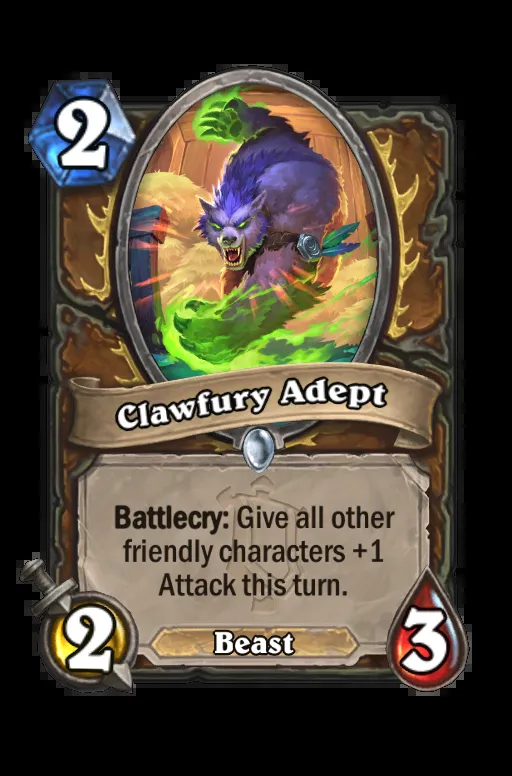 2
Clawfury Adept
Battlecry: Give all other
friendly characters +1
Attack this turn.
2
Beast
3